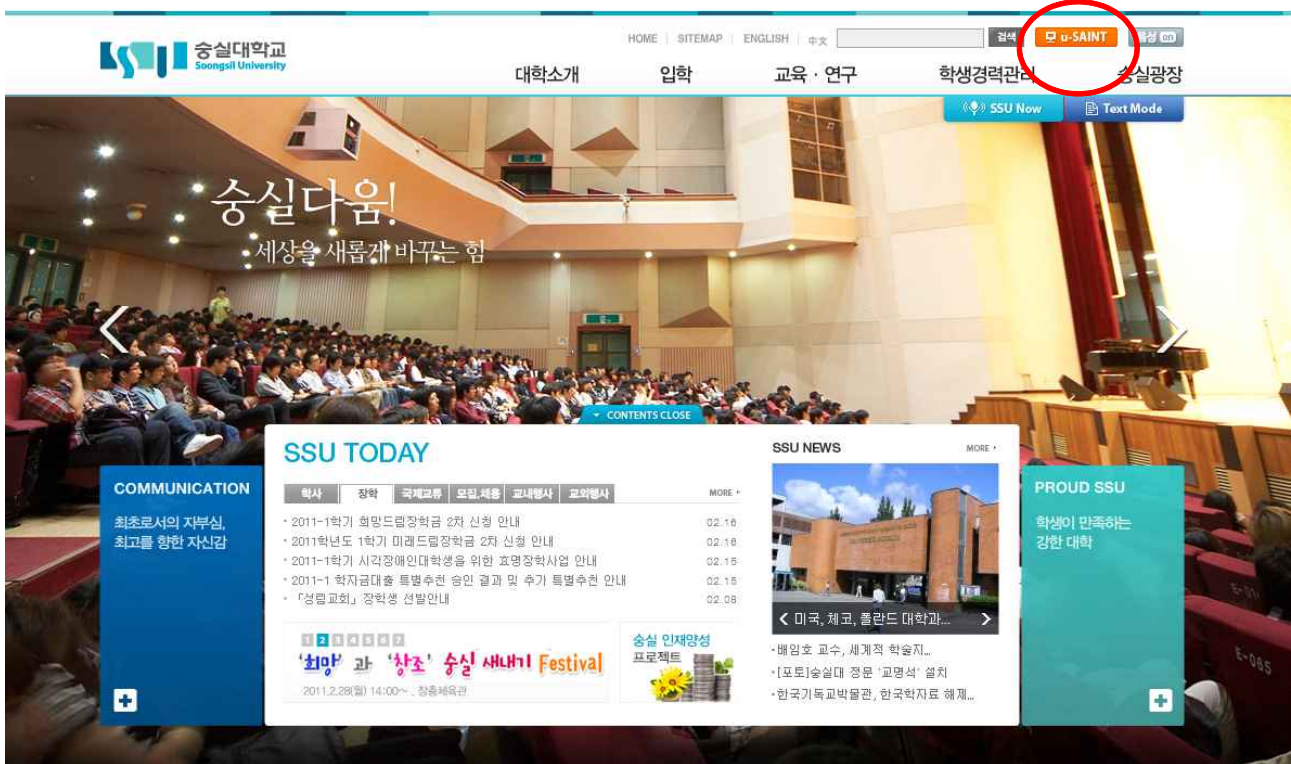 숭실대학교
Soongsil University
HOME | SITEMAP | ENGLISH | 中文
검색
u-SAINT
음성 on
대학소개 입학 교육 · 연구 학생경력관리 숭실광장
SSU Now
Text Mode
숭실다움!
세상을 새롭게 바꾸는 힘
CONTENTS CLOSE
COMMUNICATION
최초로서의 자부심,
최고를 향한 자신감
SSU TODAY
학사 장학 국제교류 모집,채용 교내행사 교외행사 MORE
· 2011-1학기 희망드림장학금 2차 신청 안내 02.16
· 2011학년도 1학기 미래드림장학금 2차 신청 안내 02.16
· 2011-1학기 시각장애인대학생을 위한 효명장학사업 안내 02.15
· 2011-1 학자금대출 특별추천 승인 결과 및 추가 특별추천 안내 02.15
· 「성림교회」 장학생 선발안내 02.08
1 2 3 4 5 6 7
'희망' 과 '창조' 숭실 새내기 Festival
2011.2.28(월) 14:00~ , 장충체육관
숭실 인재양성
프로젝트
SSU NEWS MORE
미국, 체코, 폴란드 대학과...
·배임호 교수, 세계적 학술지...
·[포토]숭실대 정문 '교명석' 설치
·한국기독교박물관, 한국학자료 해제...
PROUD SSU
학생이 만족하는
강한 대학
E-085